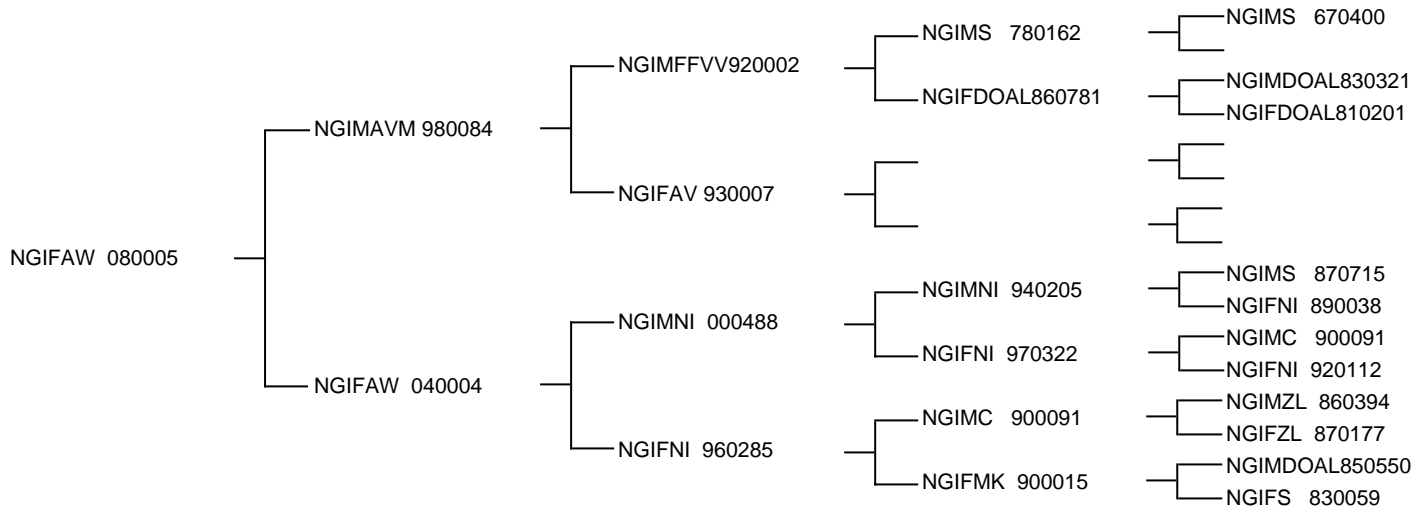 NGIMS 670400
NGIMS 780162
NGIMFFVV920002
NGIMDOAL830321
NGIFDOAL860781
NGIFDOAL810201
NGIMAVM 980084
NGIFAV 930007
NGIFAW 080005
NGIMS 870715
NGIMNI 940205
NGIFNI 890038
NGIMNI 000488
NGIMC 900091
NGIFNI 970322
NGIFNI 920112
NGIFAW 040004
NGIMZL 860394
NGIMC 900091
NGIFZL 870177
NGIFNI 960285
NGIMDOAL850550
NGIFMK 900015
NGIFS 830059